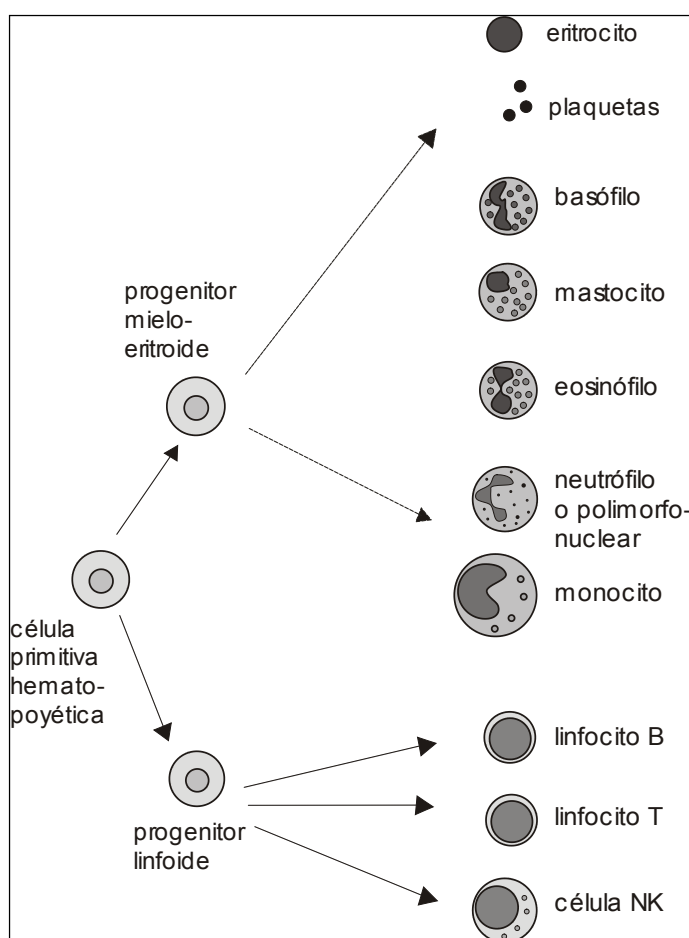 eritrocito
plaquetas
basófilo
mastocito
eosinófilo
neutrófilo
o polimorfo-
nuclear
monocito
progenitor
mielo-
eritroide
célula
primitiva
hemato-
poyética
progenitor
linfoide
linfocito B
linfocito T
célula NK